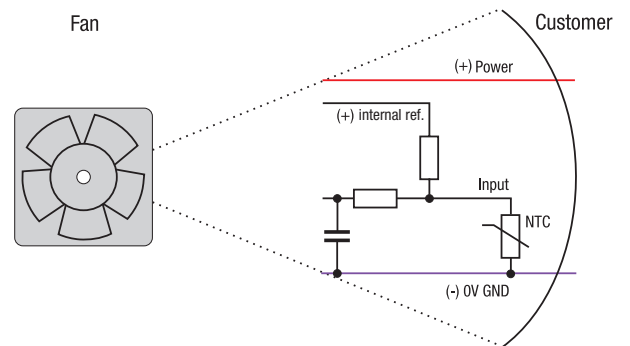 Fan
Customer
(+) Power
(+) internal ref.
Input
NTC
(-) 0V GND